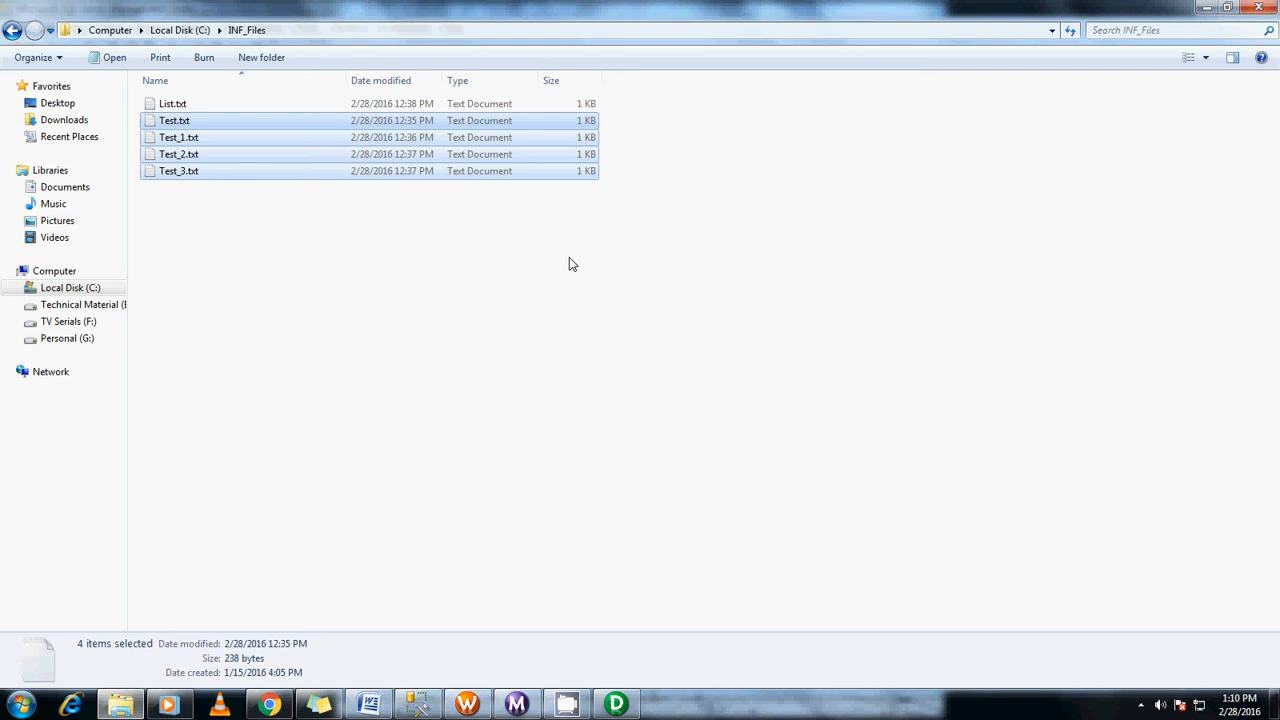 Computer Local Disk (C:) INF_Files Search INF_Files
Organize Open Print Burn New folder
Name Date modified Type Size
Favorites
Desktop
Downloads
Recent Places
Libraries
Documents
Music
Pictures
Videos
Computer
Local Disk (C:)
Technical Material (E
TV Serials (F:)
Personal (G:)
Network
List.txt 2/28/2016 12:38 PM Text Document 1 KB
Test.txt 2/28/2016 12:35 PM Text Document 1 KB
Test_1.txt 2/28/2016 12:36 PM Text Document 1 KB
Test_2.txt 2/28/2016 12:37 PM Text Document 1 KB
Test_3.txt 2/28/2016 12:37 PM Text Document 1 KB
4 items selected Date modified: 2/28/2016 12:35 PM
Size: 238 bytes
Date created: 1/15/2016 4:05 PM
W M D
1:10 PM
2/28/2016